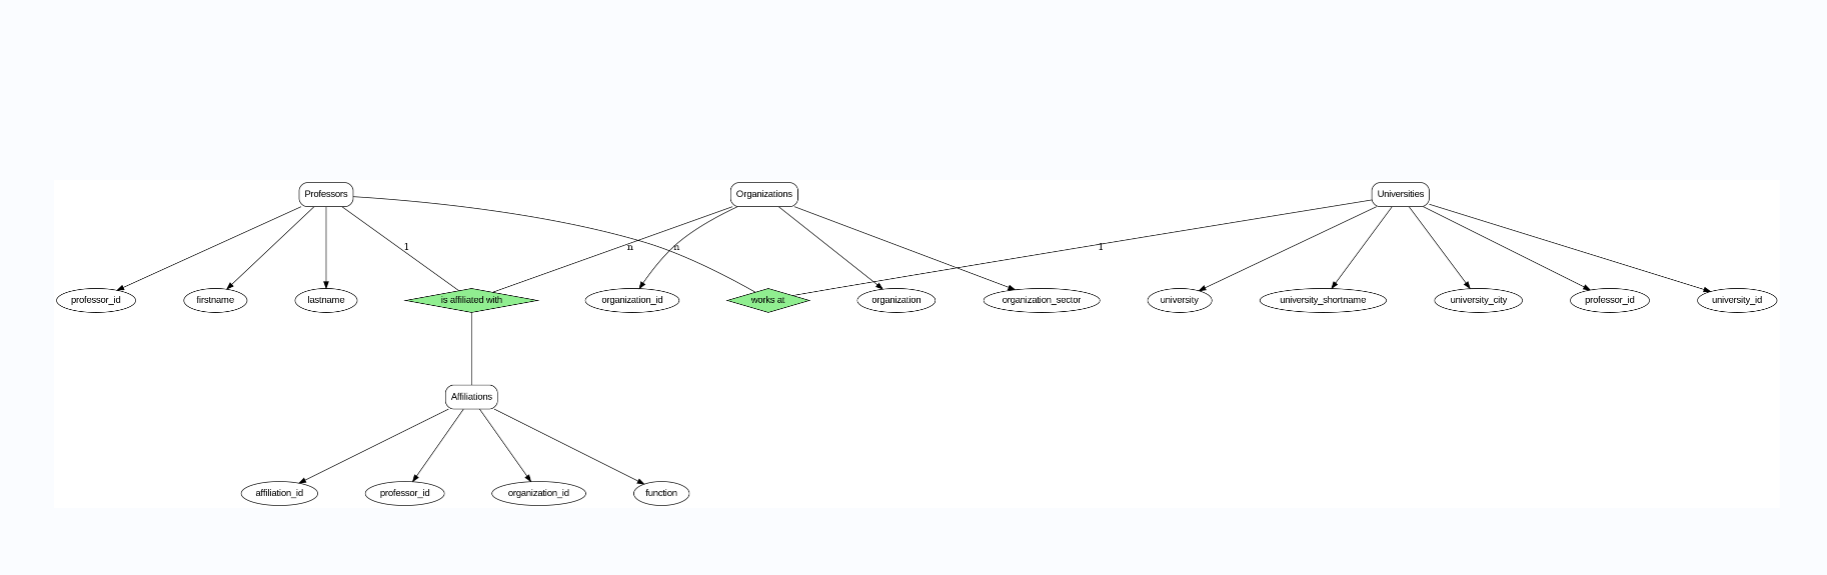 Professors
Organizations
Universities
1
n
n
1
professor_id
firstname
lastname
is affiliated with
organization_id
works at
organization
organization_sector
university
university_shortname
university_city
professor_id
university_id
Affiliations
affiliation_id
professor_id
organization_id
function